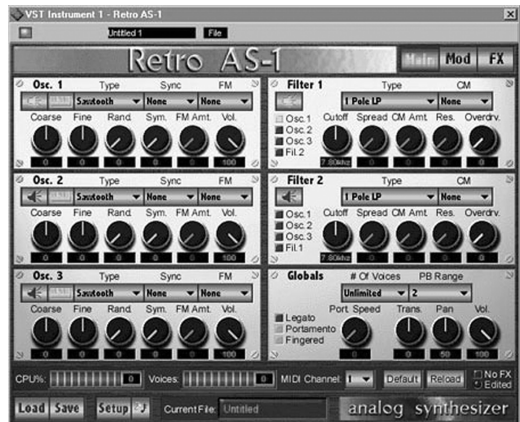 VST Instrument 1 - Retro AS-1
Untitled 1 File
Retro AS-1 Main Mod FX
Osc. 1 Type Sync FM
Sawtooth None None
Coarse Fine Rand. Sym. FM Amt. Vol.
0 0 0 0 0 100
Filter 1 Type CM
1 Pole LP None
Osc.1
Osc.2
Osc.3
Fil.2
Cutoff Spread CM Amt. Res. Overdrv.
7.80khz 0 0 0 0
Osc. 2 Type Sync FM
Sawtooth None None
Coarse Fine Rand. Sym. FM Amt. Vol.
0 0 0 0 0 100
Filter 2 Type CM
1 Pole LP None
Osc.1
Osc.2
Osc.3
Fil.1
Cutoff Spread CM Amt. Res. Overdrv.
7.80khz 0 0 0 0
Osc. 3 Type Sync FM
Sawtooth None None
Coarse Fine Rand. Sym. FM Amt. Vol.
0 0 0 0 0 100
Globals # Of Voices PB Range
Unlimited 2
Legato
Portamento
Fingered
Port. Speed Trans. Pan Vol.
0 0 50 100
CPU%: 0 Voices: 0 MIDI Channel: 1 Default Reload No FX
Edited
Load Save Setup Current File: Untitled analog synthesizer